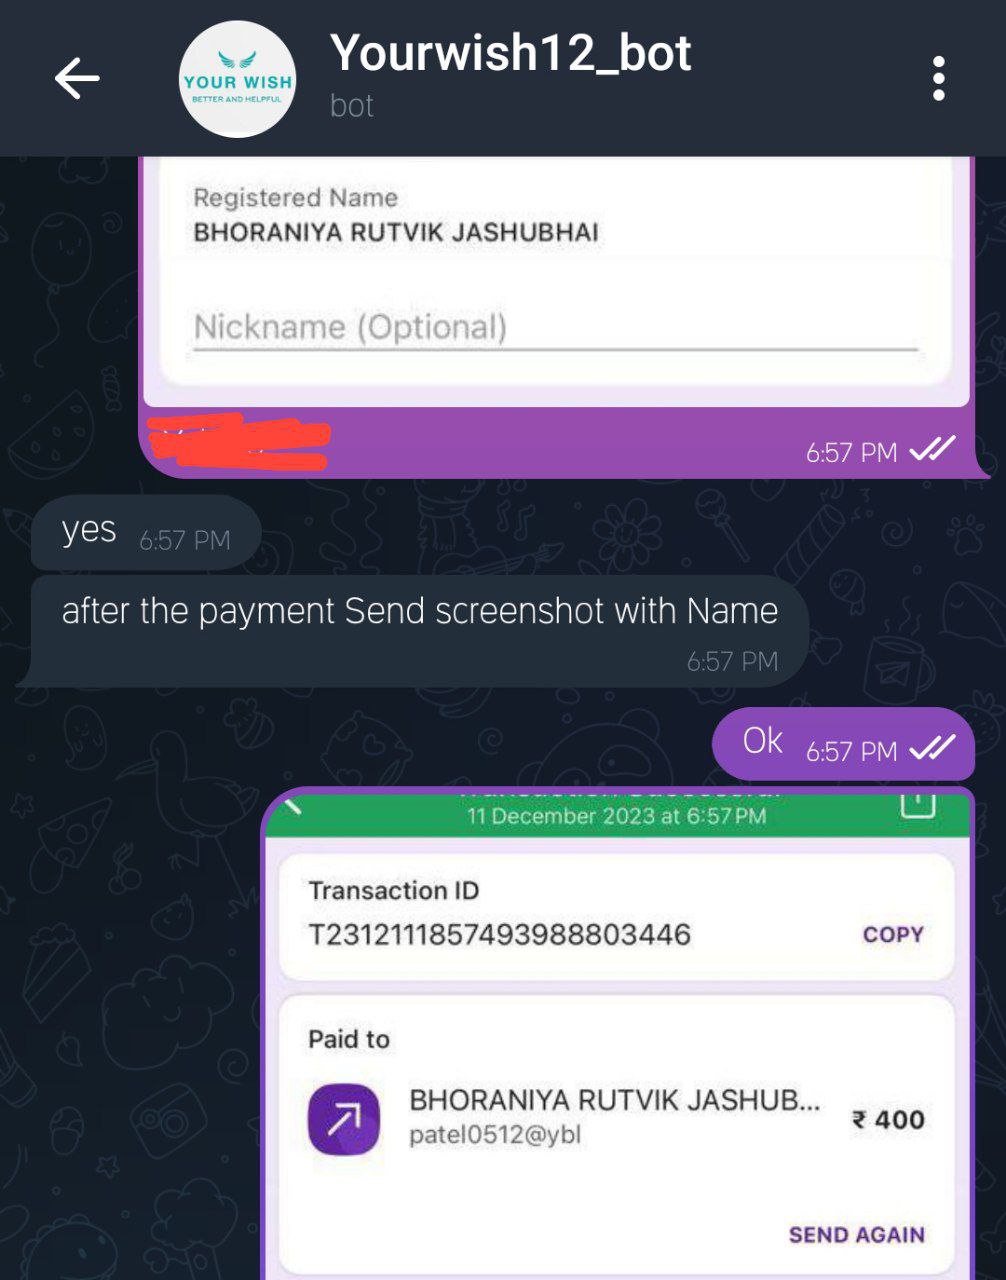 Yourwish12_bot
bot
YOUR WISH
BETTER AND HELPFUL
Registered Name
BHORANIYA RUTVIK JASHUBHAI
Nickname (Optional)
6:57 PM
yes 6:57 PM
after the payment Send screenshot with Name
6:57 PM
Ok 6:57 PM
11 December 2023 at 6:57 PM
Transaction ID
T2312111857493988803446 COPY
Paid to
BHORANIYA RUTVIK JASHUB...
₹ 400
patel0512@ybl
SEND AGAIN